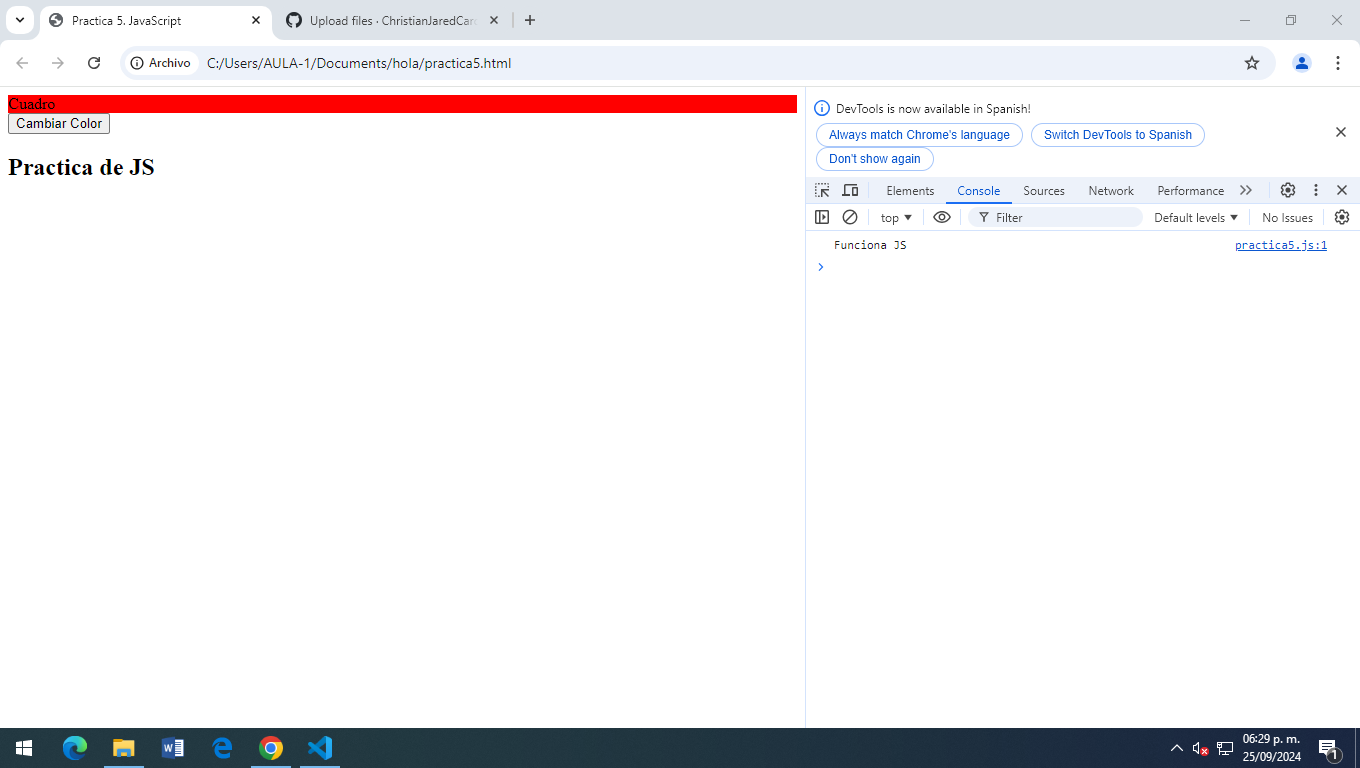 Practica 5. JavaScript
Upload files · ChristianJaredCar
Archivo
C:/Users/AULA-1/Documents/hola/practica5.html
Cuadro
Cambiar Color
Practica de JS
DevTools is now available in Spanish!
Always match Chrome's language
Switch DevTools to Spanish
Don't show again
Elements Console Sources Network Performance
top Filter Default levels No Issues
Funciona JS practica5.js:1
06:29 p. m.
25/09/2024
1